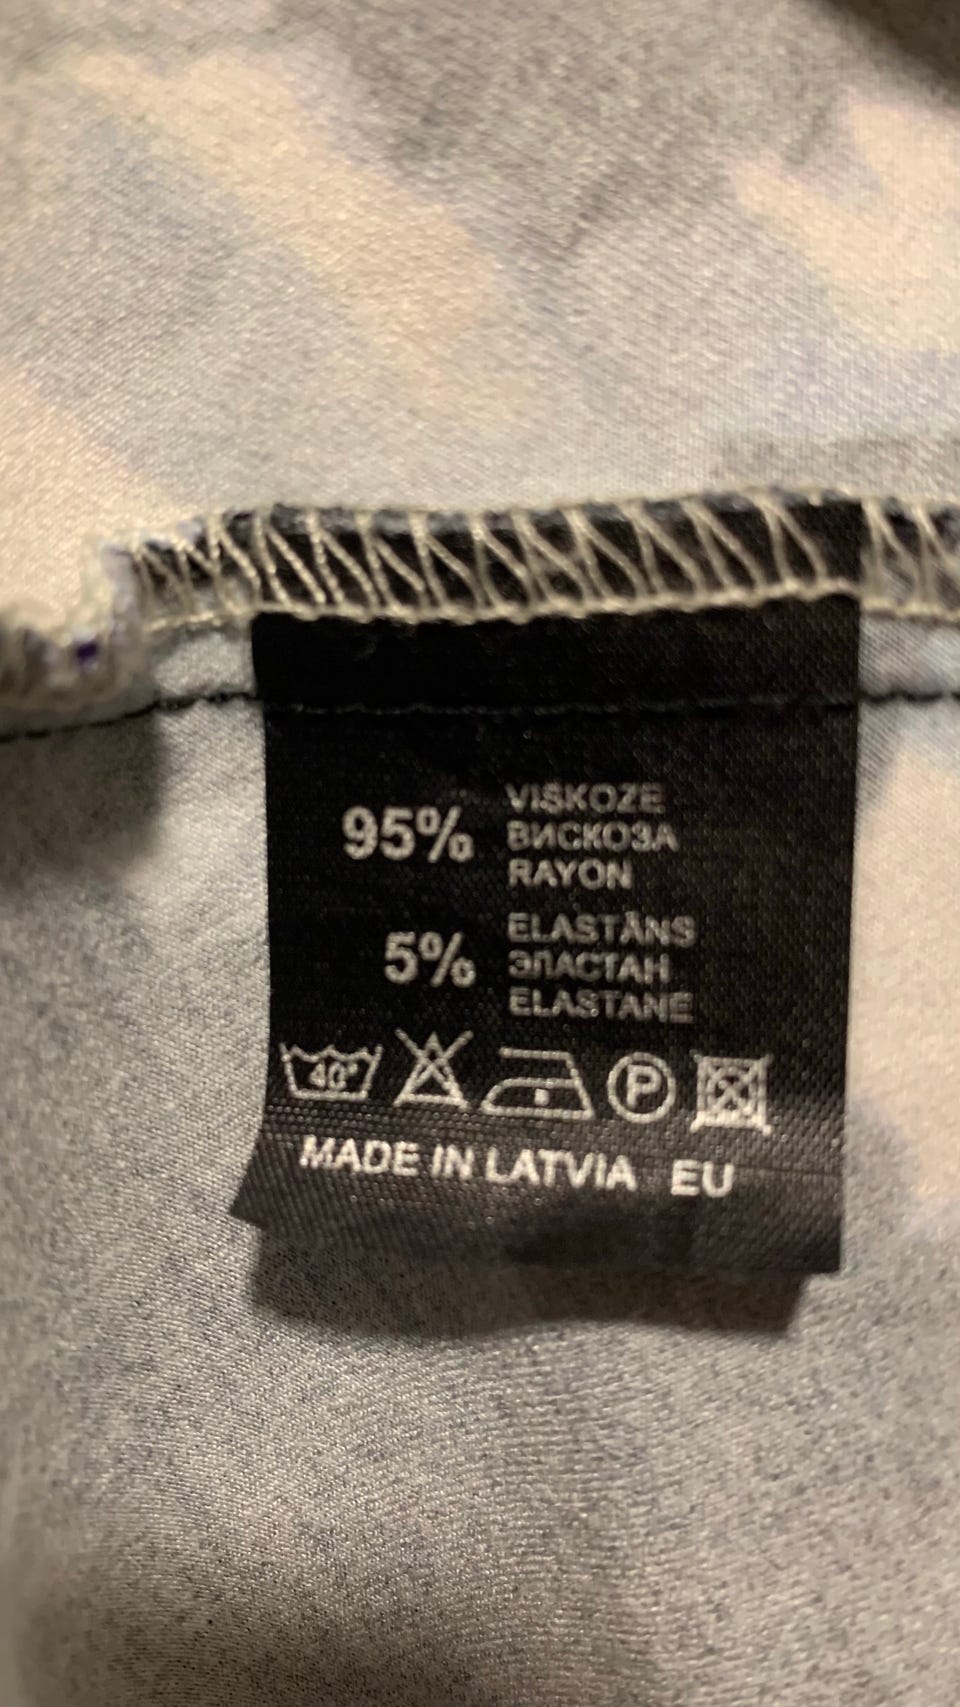 95% VISKOZE
ВИСКОЗА
RAYON
5% ELASTĀNS
ЭЛАСТАН
ELASTANE
40° P
MADE IN LATVIA EU